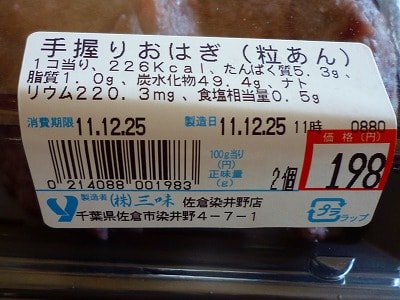 手握りおはぎ（粒あん）
1コ当り、226Kcal、たんぱく質5.3g、
脂質1.0g、炭水化物49.4g、ナト
リウム220.3mg、食塩相当量0.5g
消費期限 11.12.25 製造日 11.12.25 11時 0880
価格（円）
100g当り
(円)
正味量
(g)
2個 198
0 214088 001983
製造者 (株)三味 佐倉染井野店
千葉県佐倉市染井野4-7-1
プラ
ラップ